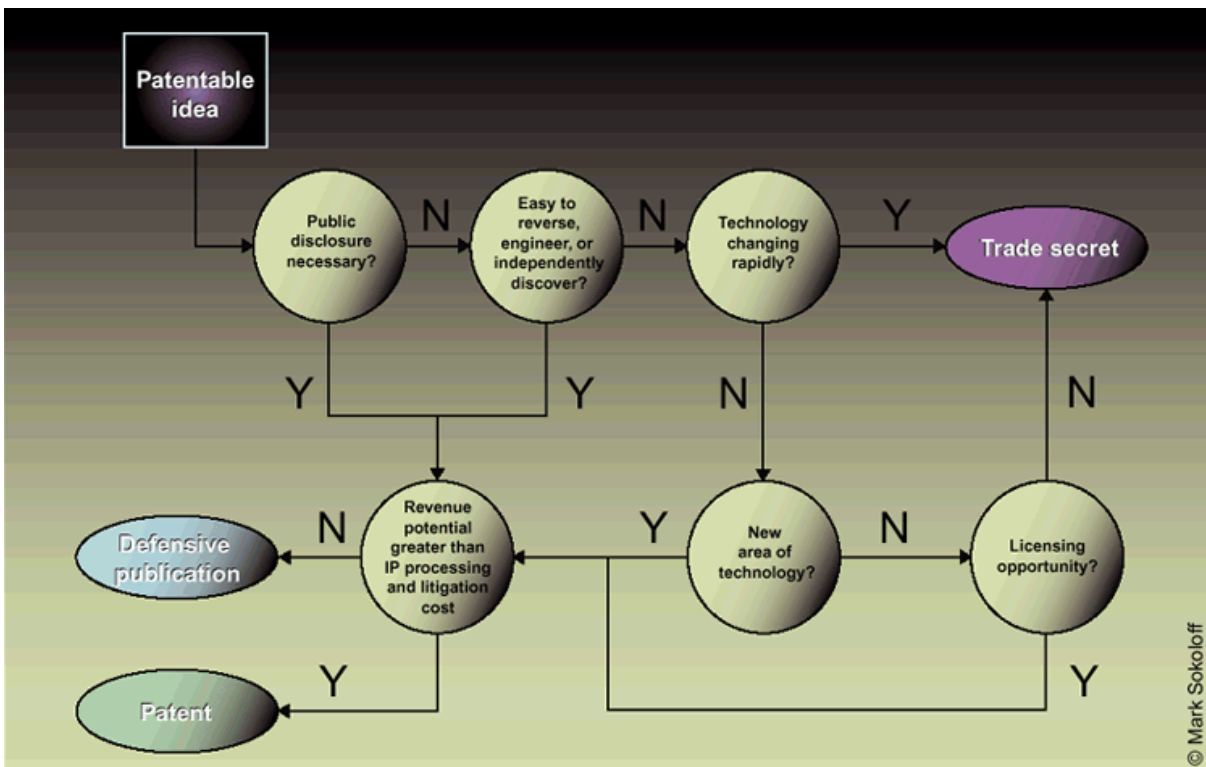 Patentable
idea
Public
disclosure
necessary?
N
Easy to
reverse,
engineer, or
independently
discover?
N
Technology
changing
rapidly?
Y
Trade secret
Y
Y
N
N
Defensive
publication
N
Revenue
potential
greater than
IP processing
and litigation
cost
Y
New
area of
technology?
N
Licensing
opportunity?
Patent
Y
Y
© Mark Sokoloff